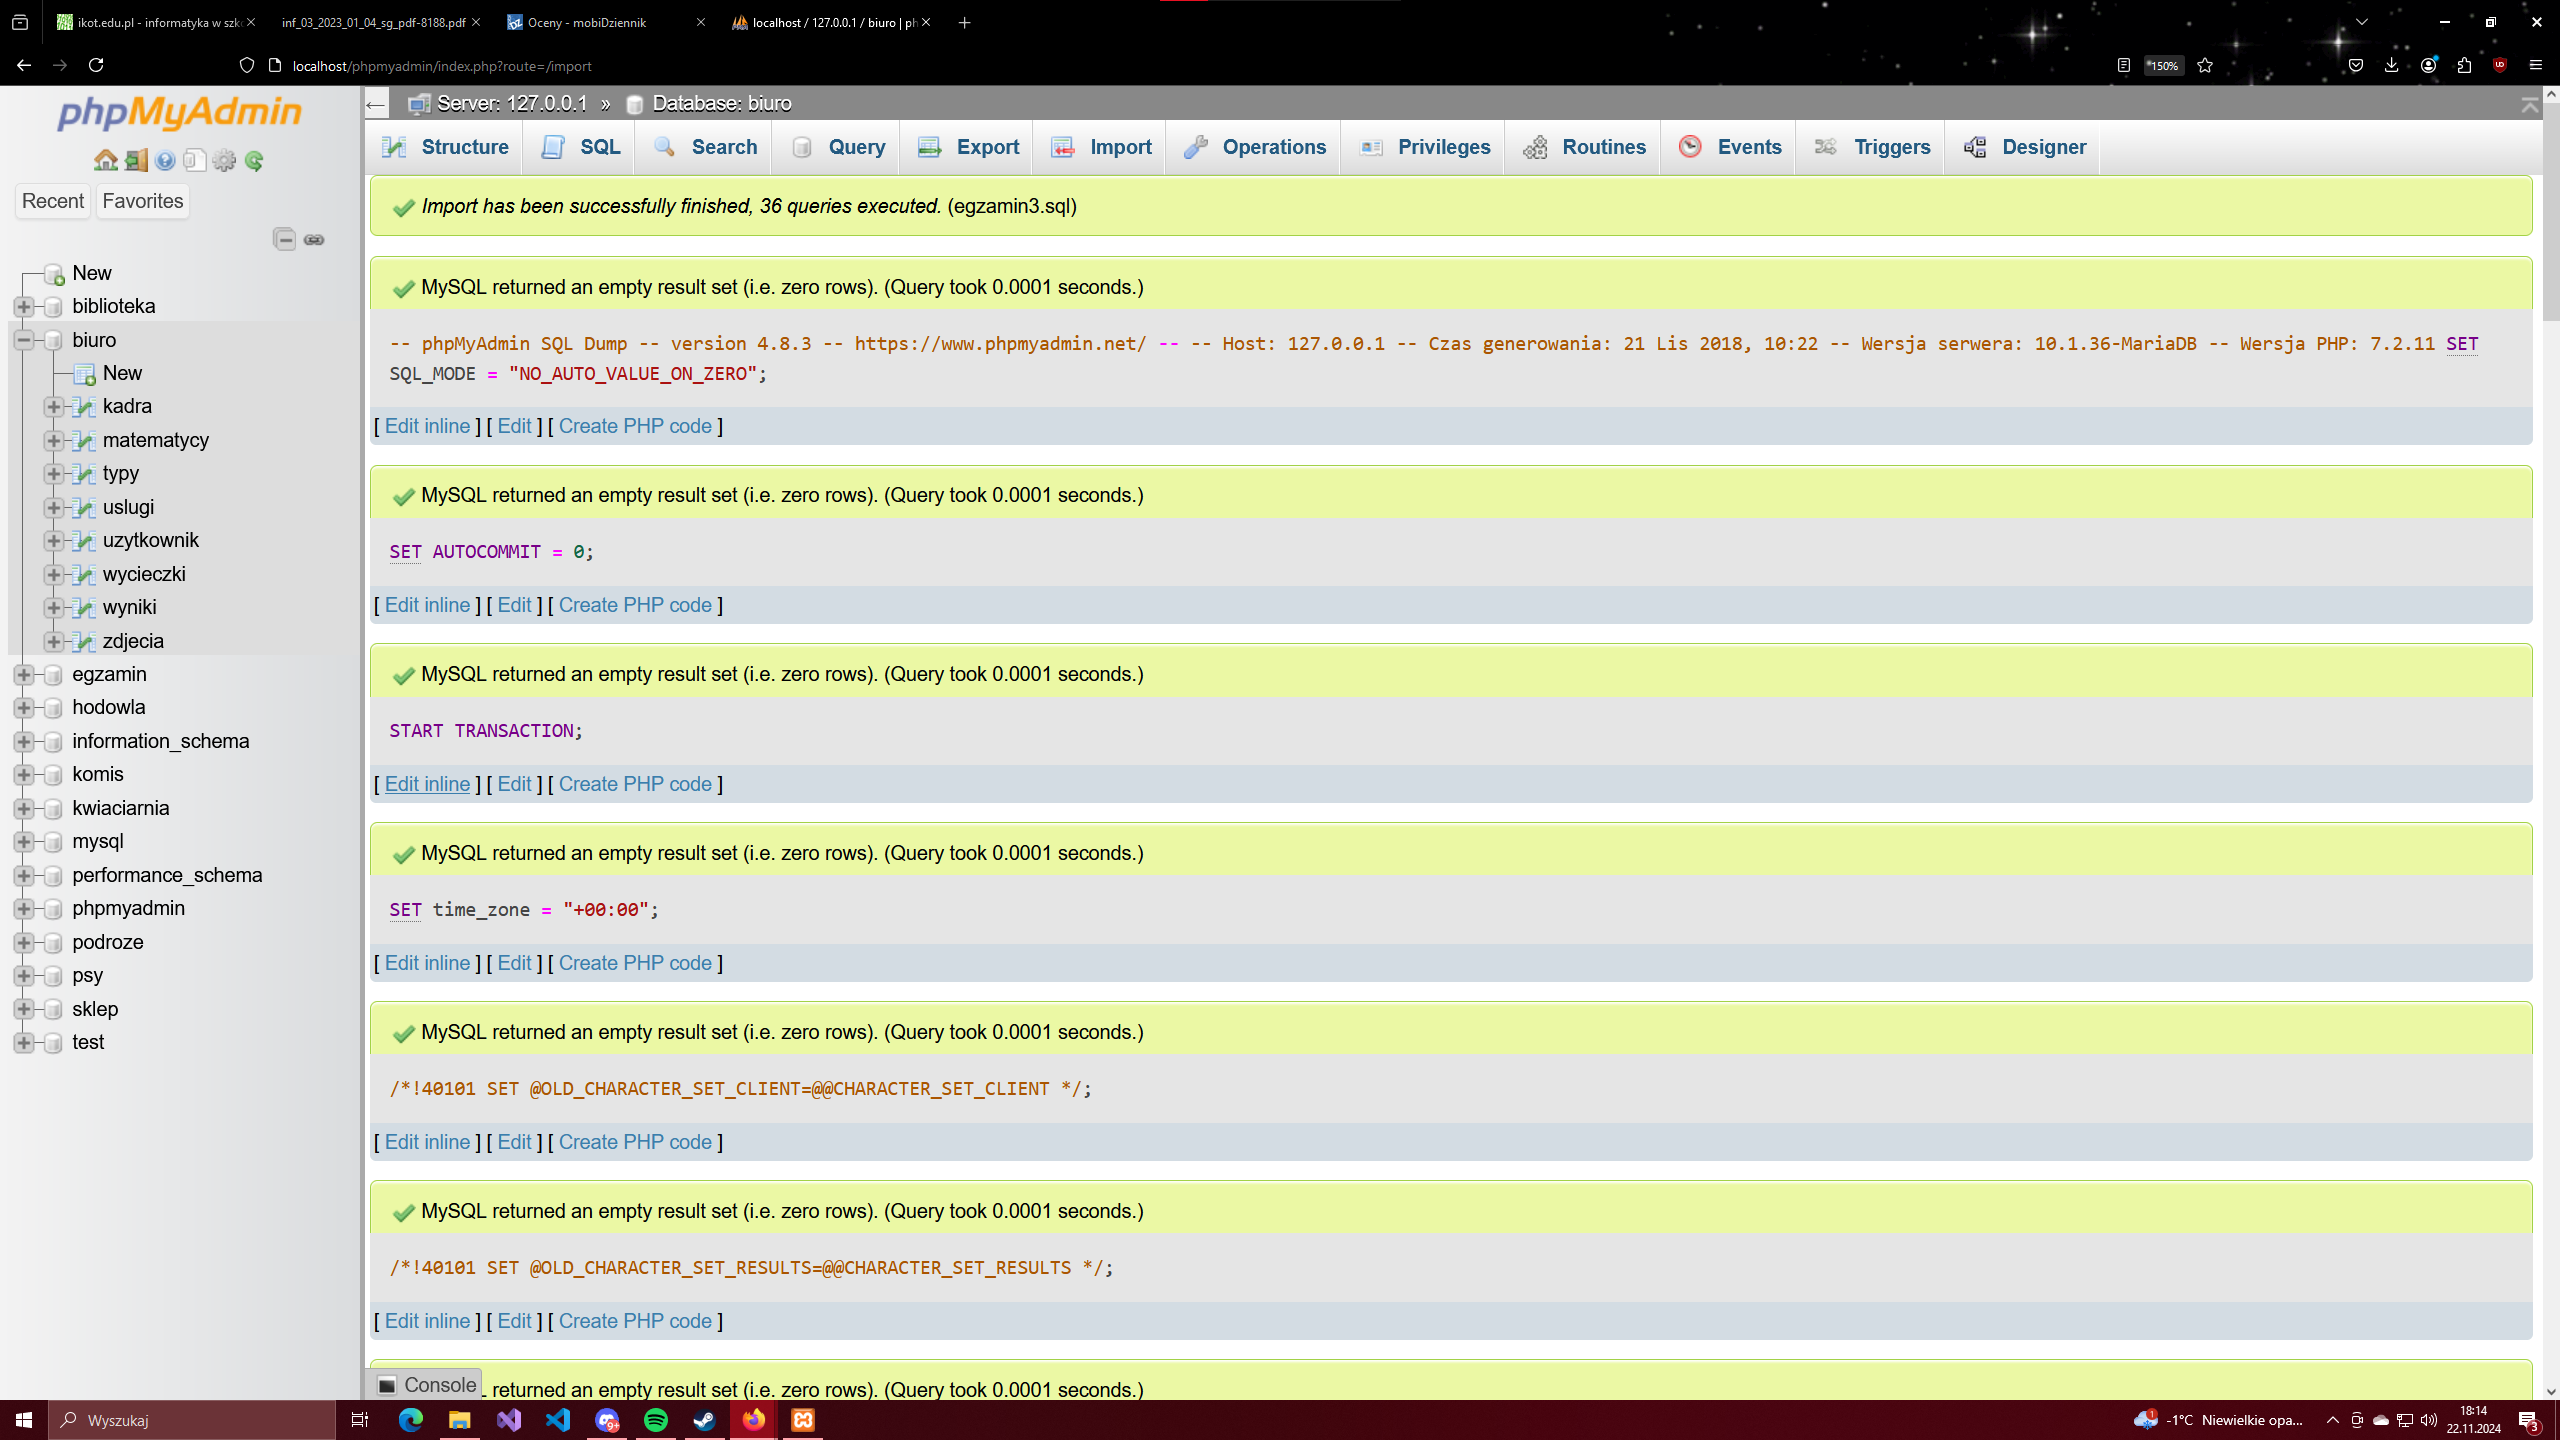 ikot.edu.pl - informatyka w szko
inf_03_2023_01_04_sg_pdf-8188.pdf
Oceny - mobiDziennik
localhost / 127.0.0.1 / biuro | ph
localhost/phpmyadmin/index.php?route=/import
150%
phpMyAdmin
Recent
Favorites
New
biblioteka
biuro
New
kadra
matematycy
typy
uslugi
uzytkownik
wycieczki
wyniki
zdjecia
egzamin
hodowla
information_schema
komis
kwiaciarnia
mysql
performance_schema
phpmyadmin
podroze
psy
sklep
test
Server: 127.0.0.1 » Database: biuro
Structure SQL Search Query Export Import Operations Privileges Routines Events Triggers Designer
Import has been successfully finished, 36 queries executed. (egzamin3.sql)
MySQL returned an empty result set (i.e. zero rows). (Query took 0.0001 seconds.)
-- phpMyAdmin SQL Dump -- version 4.8.3 -- https://www.phpmyadmin.net/ -- -- Host: 127.0.0.1 -- Czas generowania: 21 Lis 2018, 10:22 -- Wersja serwera: 10.1.36-MariaDB -- Wersja PHP: 7.2.11 SET
SQL_MODE = "NO_AUTO_VALUE_ON_ZERO";
[ Edit inline ] [ Edit ] [ Create PHP code ]
MySQL returned an empty result set (i.e. zero rows). (Query took 0.0001 seconds.)
SET AUTOCOMMIT = 0;
[ Edit inline ] [ Edit ] [ Create PHP code ]
MySQL returned an empty result set (i.e. zero rows). (Query took 0.0001 seconds.)
START TRANSACTION;
[ Edit inline ] [ Edit ] [ Create PHP code ]
MySQL returned an empty result set (i.e. zero rows). (Query took 0.0001 seconds.)
SET time_zone = "+00:00";
[ Edit inline ] [ Edit ] [ Create PHP code ]
MySQL returned an empty result set (i.e. zero rows). (Query took 0.0001 seconds.)
/*!40101 SET @OLD_CHARACTER_SET_CLIENT=@@CHARACTER_SET_CLIENT */;
[ Edit inline ] [ Edit ] [ Create PHP code ]
MySQL returned an empty result set (i.e. zero rows). (Query took 0.0001 seconds.)
/*!40101 SET @OLD_CHARACTER_SET_RESULTS=@@CHARACTER_SET_RESULTS */;
[ Edit inline ] [ Edit ] [ Create PHP code ]
Console
returned an empty result set (i.e. zero rows). (Query took 0.0001 seconds.)
Wyszukaj
9+
1
-1°C Niewielkie opa...
18:14
22.11.2024
3